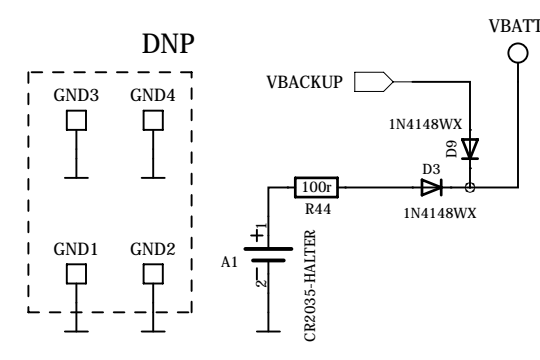 DNP
VBATT
GND3
GND4
VBACKUP
1N4148WX
D9
D3
100r
R44
1N4148WX
GND1
GND2
A1
+
1
2
CR2035-HALTER